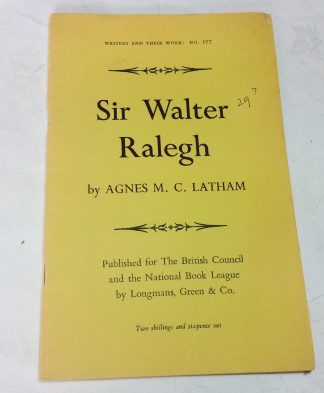 WRITERS AND THEIR WORK: NO. 177
Sir Walter
29?
Ralegh
by AGNES M. C. LATHAM
Published for The British Council
and the National Book League
by Longmans, Green & Co.
Two shillings and sixpence net